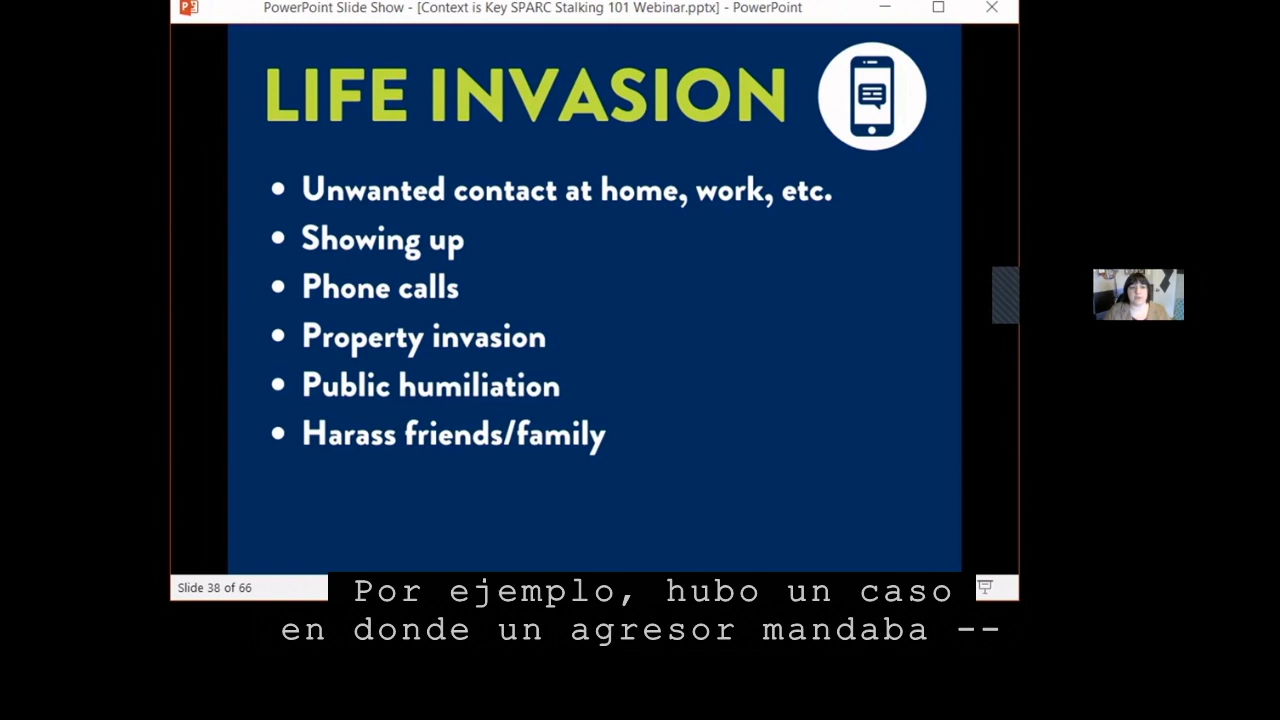 PowerPoint Slide Show - [Context is Key SPARC Stalking 101 Webinar.pptx] - PowerPoint
LIFE INVASION
• Unwanted contact at home, work, etc.
• Showing up
• Phone calls
• Property invasion
• Public humiliation
• Harass friends/family
Slide 38 of 66
Por ejemplo, hubo un caso
en donde un agresor mandaba --